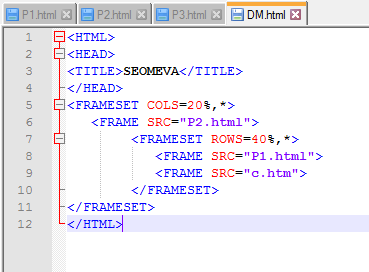 P1.html P2.html P3.html DM.html
1 <HTML>
2 <HEAD>
3 <TITLE>SEOMEVA</TITLE>
4 </HEAD>
5 <FRAMESET COLS=20%,*>
6 <FRAME SRC="P2.html">
7 <FRAMESET ROWS=40%,*>
8 <FRAME SRC="P1.html">
9 <FRAME SRC="c.htm">
10 </FRAMESET>
11 </FRAMESET>
12 </HTML>